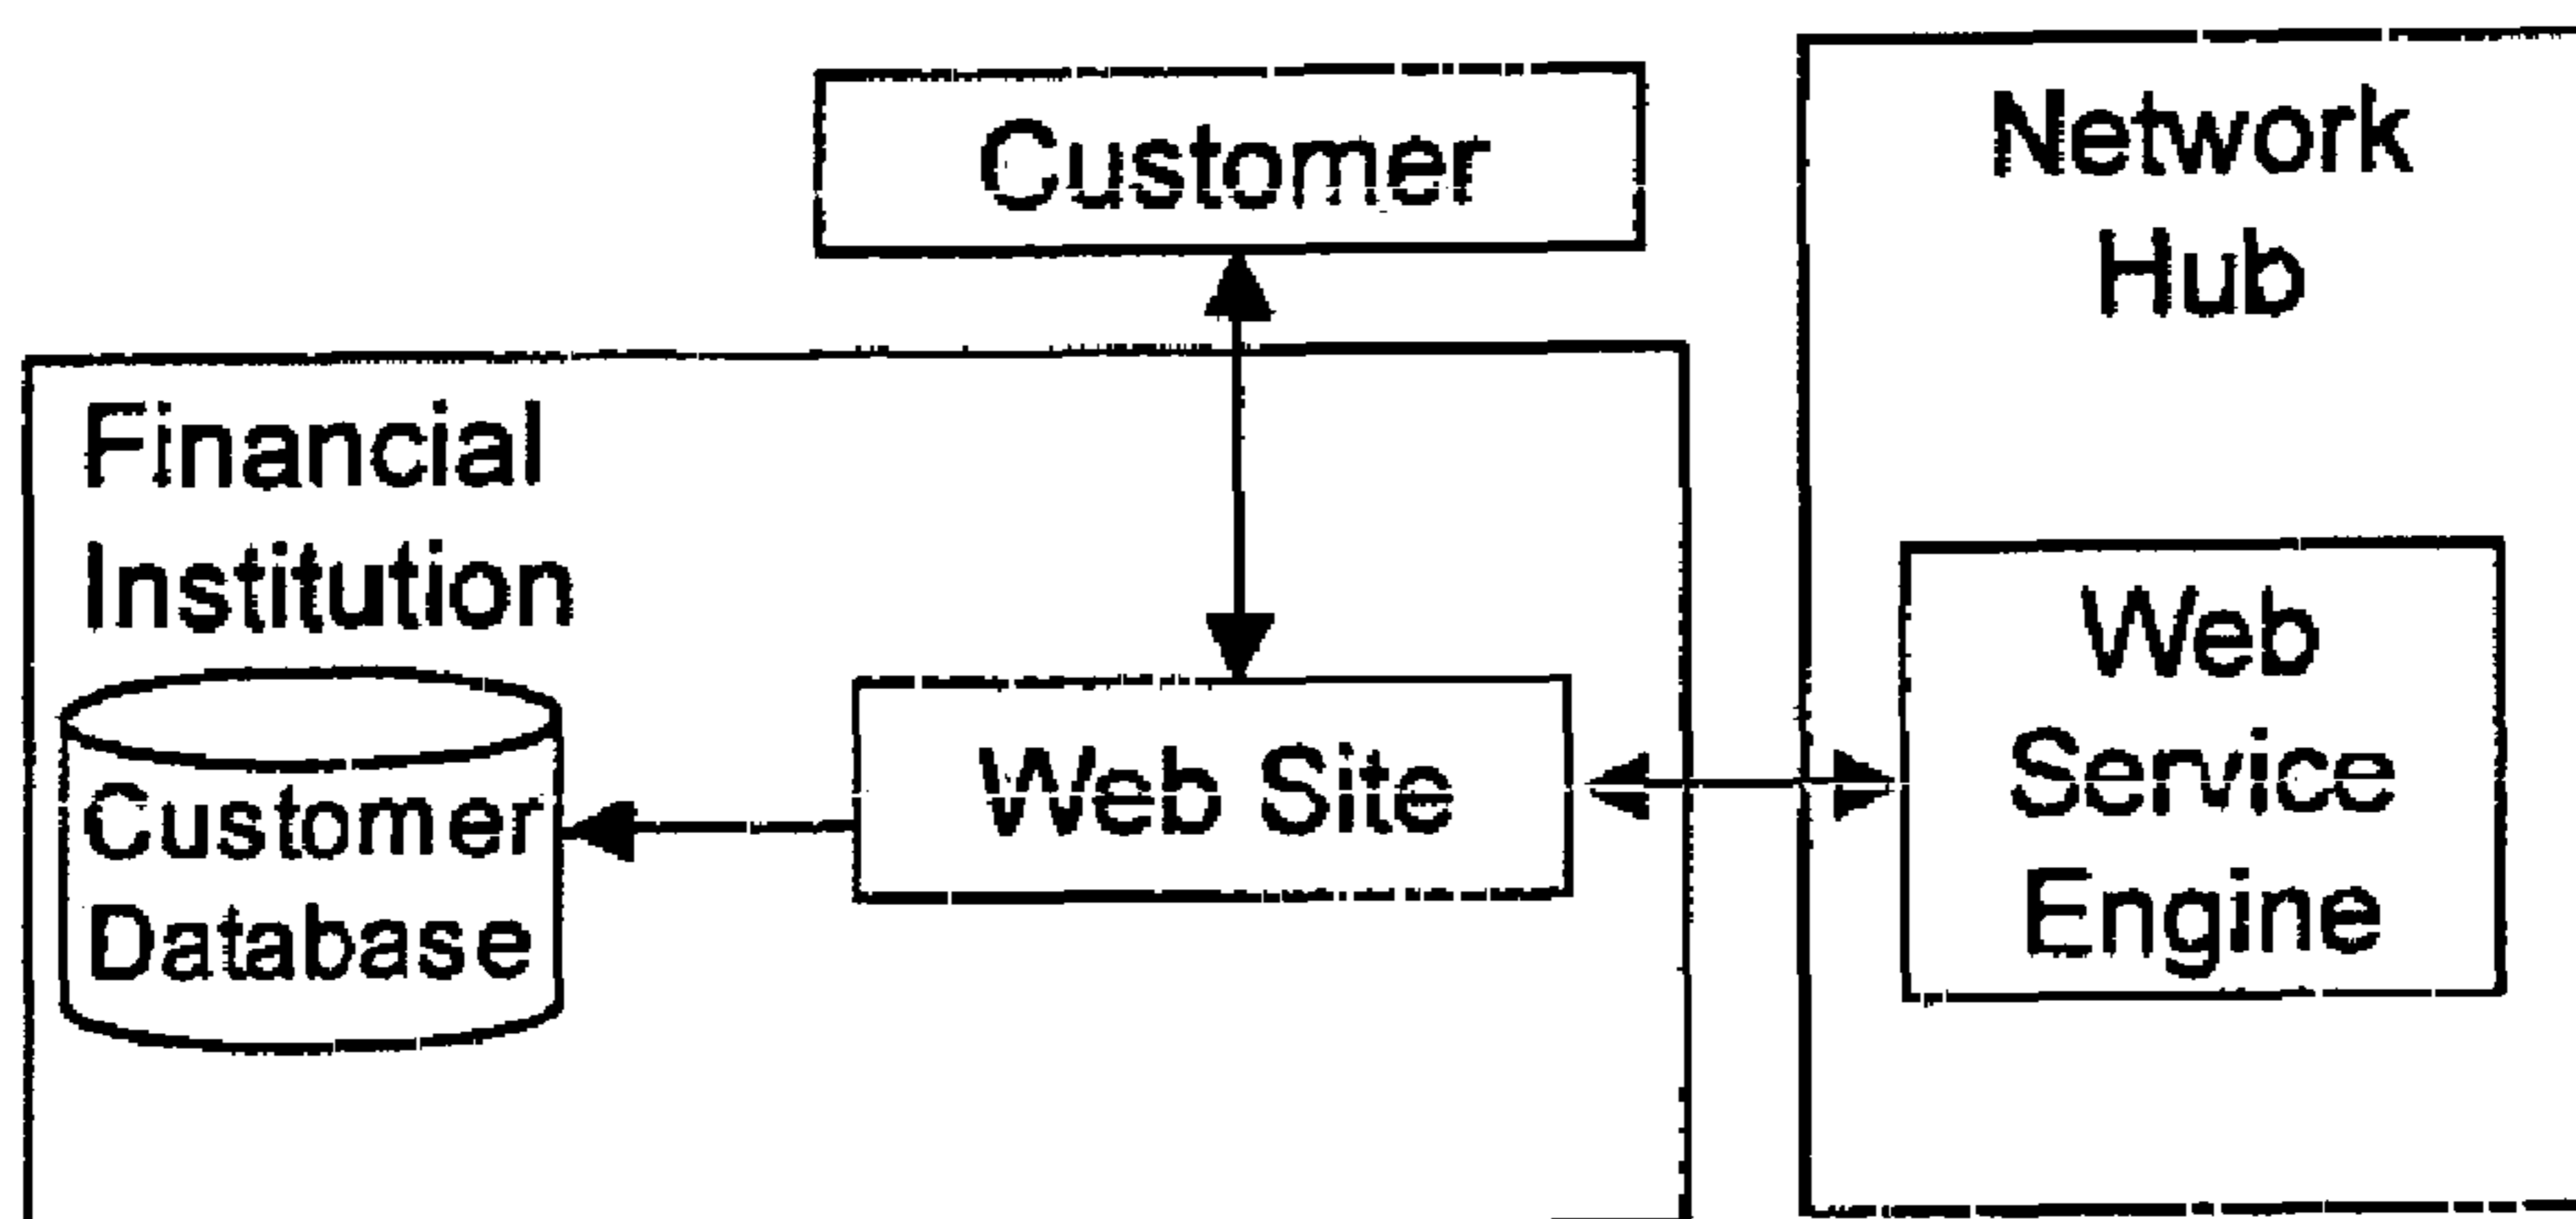 Customer
Network
Hub
Financial
Institution
Customer
Database
Web Site
Web
Service
Engine